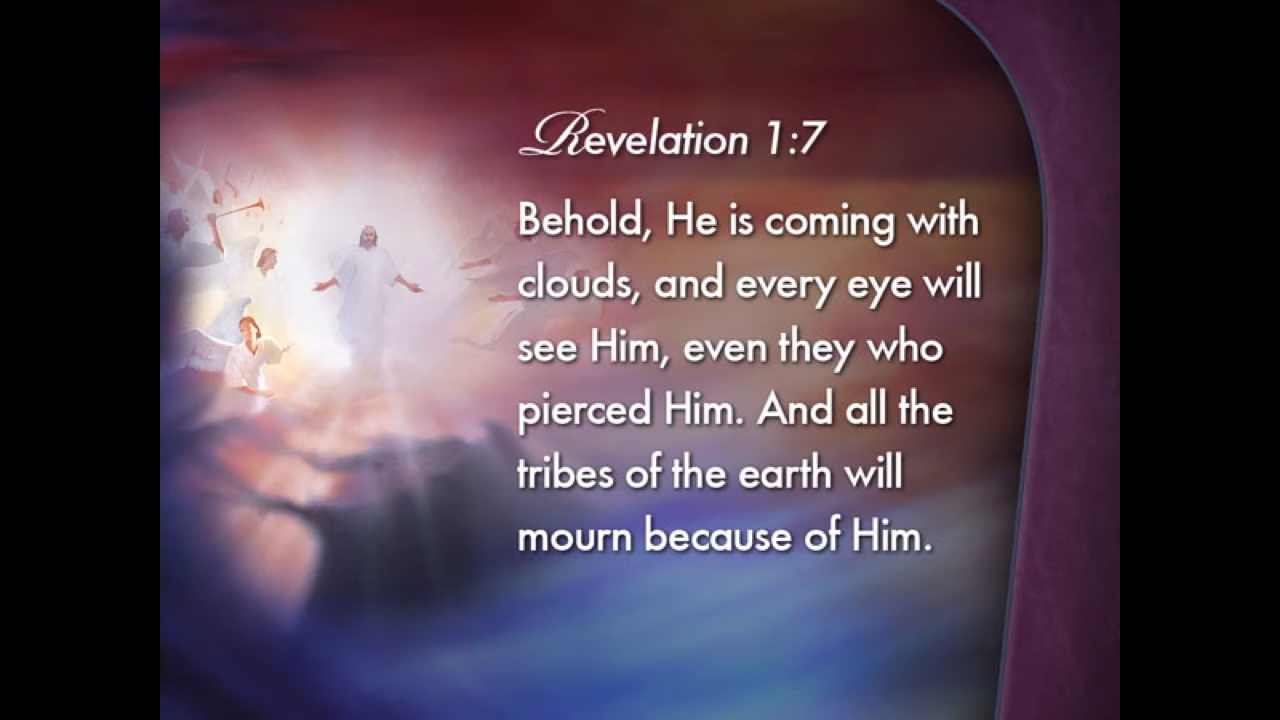 Revelation 1:7
Behold, He is coming with
clouds, and every eye will
see Him, even they who
pierced Him. And all the
tribes of the earth will
mourn because of Him.